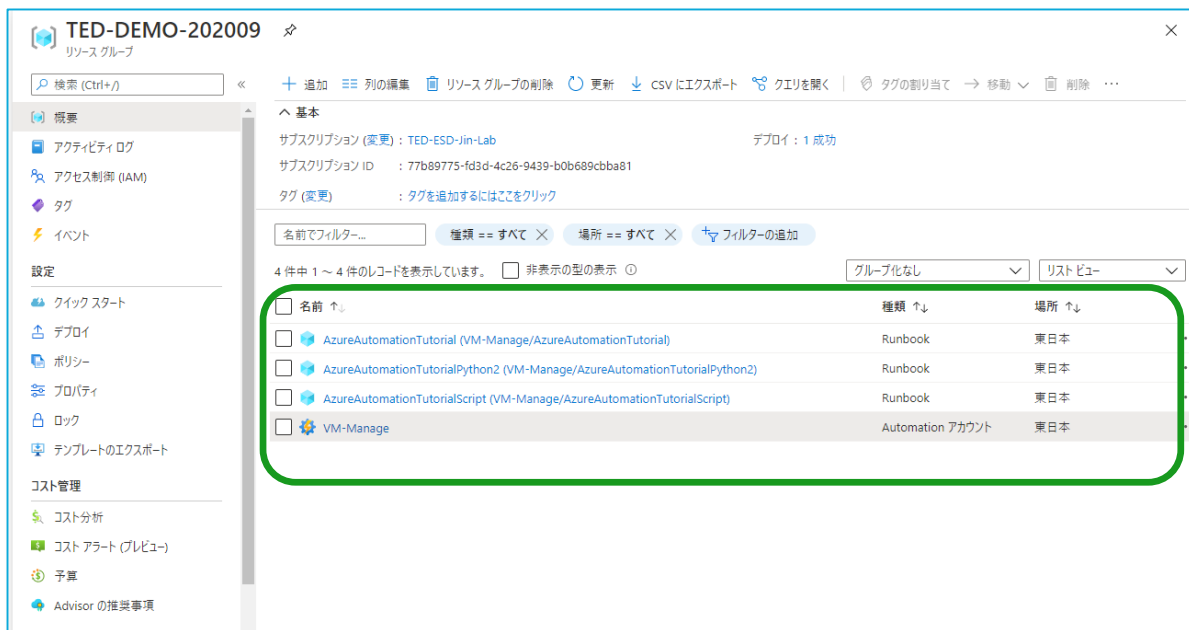 TED-DEMO-202009
リソース グループ
検索 (Ctrl+/)
概要
アクティビティ ログ
アクセス制御 (IAM)
タグ
イベント
設定
クイック スタート
デプロイ
ポリシー
プロパティ
ロック
テンプレートのエクスポート
コスト管理
コスト分析
コスト アラート (プレビュー)
予算
Advisor の推奨事項
追加 列の編集 リソース グループの削除 更新 CSV にエクスポート クエリを開く タグの割り当て 移動 削除 ...
基本
サブスクリプション (変更) : TED-ESD-Jin-Lab デプロイ : 1 成功
サブスクリプション ID : 77b89775-fd3d-4c26-9439-b0b689cbba81
タグ (変更) : タグを追加するにはここをクリック
名前でフィルター... 種類 == すべて 場所 == すべて フィルターの追加
4 件中 1 ~ 4 件のレコードを表示しています。 非表示の型の表示 グループ化なし リスト ビュー
名前 種類 場所
AzureAutomationTutorial (VM-Manage/AzureAutomationTutorial) Runbook 東日本
AzureAutomationTutorialPython2 (VM-Manage/AzureAutomationTutorialPython2) Runbook 東日本
AzureAutomationTutorialScript (VM-Manage/AzureAutomationTutorialScript) Runbook 東日本
VM-Manage Automation アカウント 東日本